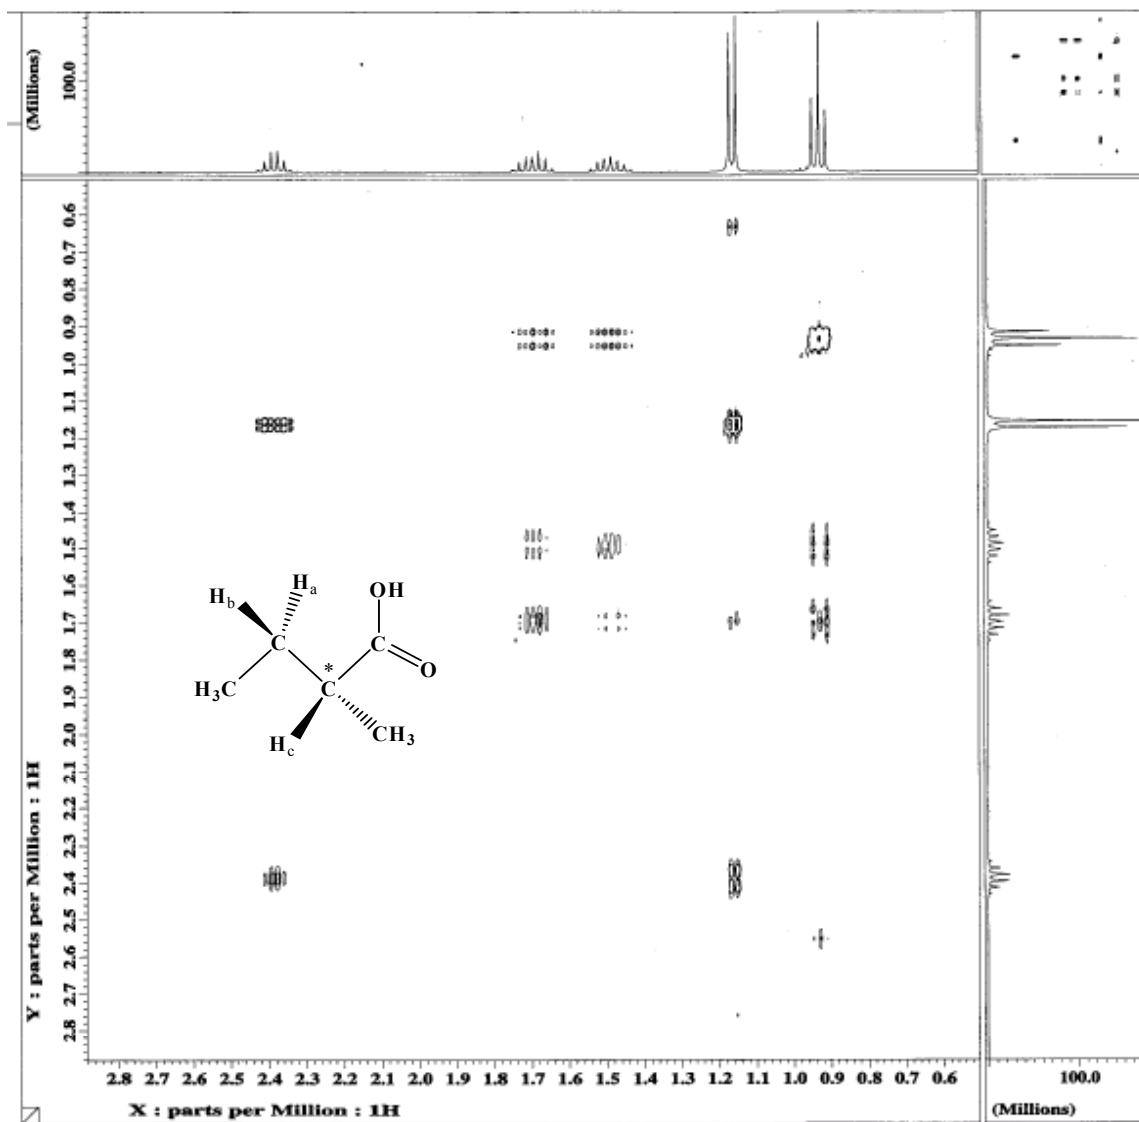 (Millions)
100.0
0.6
0.7
0.8
0.9
1.0
1.1
1.2
1.3
1.4
1.5
1.6
1.7
1.8
1.9
2.0
2.1
2.2
2.3
2.4
2.5
2.6
2.7
2.8
Y : parts per Million : 1H
Hb
Ha
OH
C
C
O
H3C
*
C
Hc
CH3
2.8 2.7 2.6 2.5 2.4 2.3 2.2 2.1 2.0 1.9 1.8 1.7 1.6 1.5 1.4 1.3 1.2 1.1 1.0 0.9 0.8 0.7 0.6
X : parts per Million : 1H
100.0
(Millions)